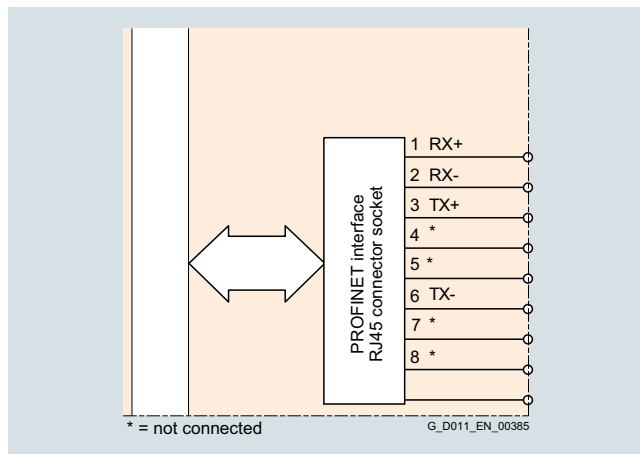 PROFINET interface
RJ45 connector socket
1 RX+
2 RX-
3 TX+
4 *
5 *
6 TX-
7 *
8 *
* = not connected
G_D011_EN_00385